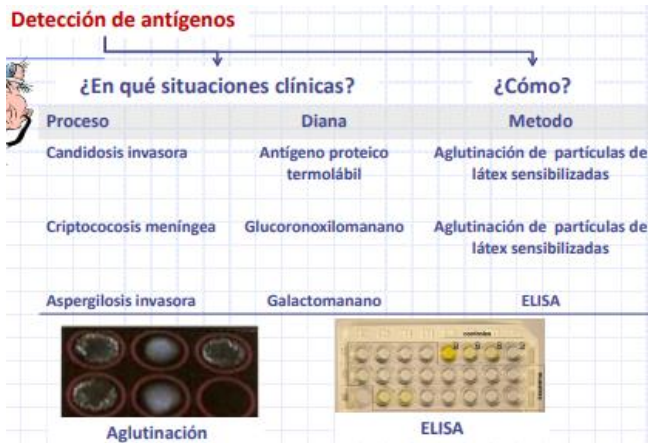 Detección de antígenos
¿En qué situaciones clínicas? ¿Cómo?
Proceso Diana Metodo
Candidosis invasora Antígeno proteico termolábil Aglutinación de partículas de látex sensibilizadas
Criptococosis meníngea Glucoronoxilomanano Aglutinación de partículas de látex sensibilizadas
Aspergilosis invasora Galactomanano ELISA
controles
Aglutinación ELISA